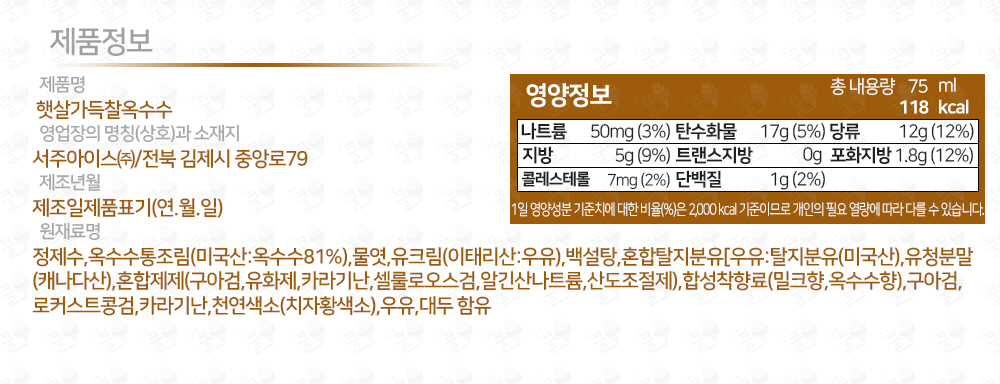 제품정보
제품명
햇살가득찰옥수수
영업장의 명칭(상호)과 소재지
서주아이스㈜/전북 김제시 중앙로79
제조년월
제조일제품표기(연.월.일)
원재료명
정제수,옥수수통조림(미국산:옥수수81%),물엿,유크림(이태리산:우유),백설탕,혼합탈지분유[우유:탈지분유(미국산),유청분말
(캐나다산),혼합제제(구아검,유화제,카라기난,셀룰로오스검,알긴산나트륨,산도조절제),합성착향료(밀크향,옥수수향),구아검,
로커스트콩검,카라기난,천연색소(치자황색소),우유,대두 함유
영양정보
총 내용량 75 ml
118 kcal
나트륨 50mg (3%) 탄수화물 17g (5%) 당류 12g (12%)
지방 5g (9%) 트랜스지방 0g 포화지방 1.8g (12%)
콜레스테롤 7mg (2%) 단백질 1g (2%)
1일 영양성분 기준치에 대한 비율(%)은 2,000 kcal 기준이므로 개인의 필요 열량에 따라 다를 수 있습니다.